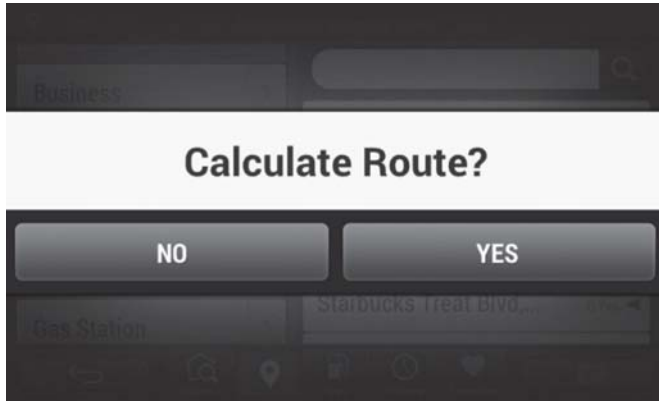 Business
Calculate Route?
NO
YES
Starbucks Treat Blvd,...
Gas Station